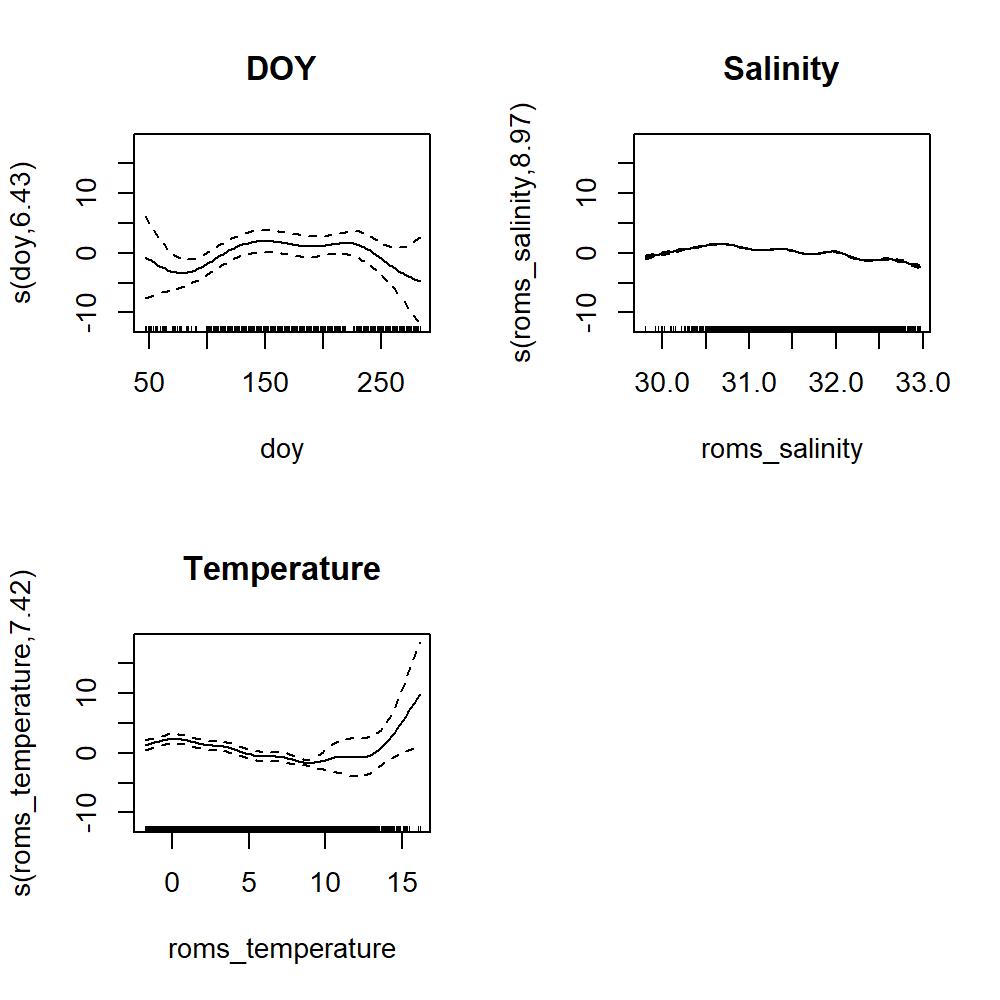 DOY
s(doy,6.43)
10
0
-10
50
150
250
doy
Salinity
s(roms_salinity,8.97)
10
0
-10
30.0
31.0
32.0
33.0
roms_salinity
Temperature
s(roms_temperature,7.42)
10
0
-10
0
5
10
15
roms_temperature